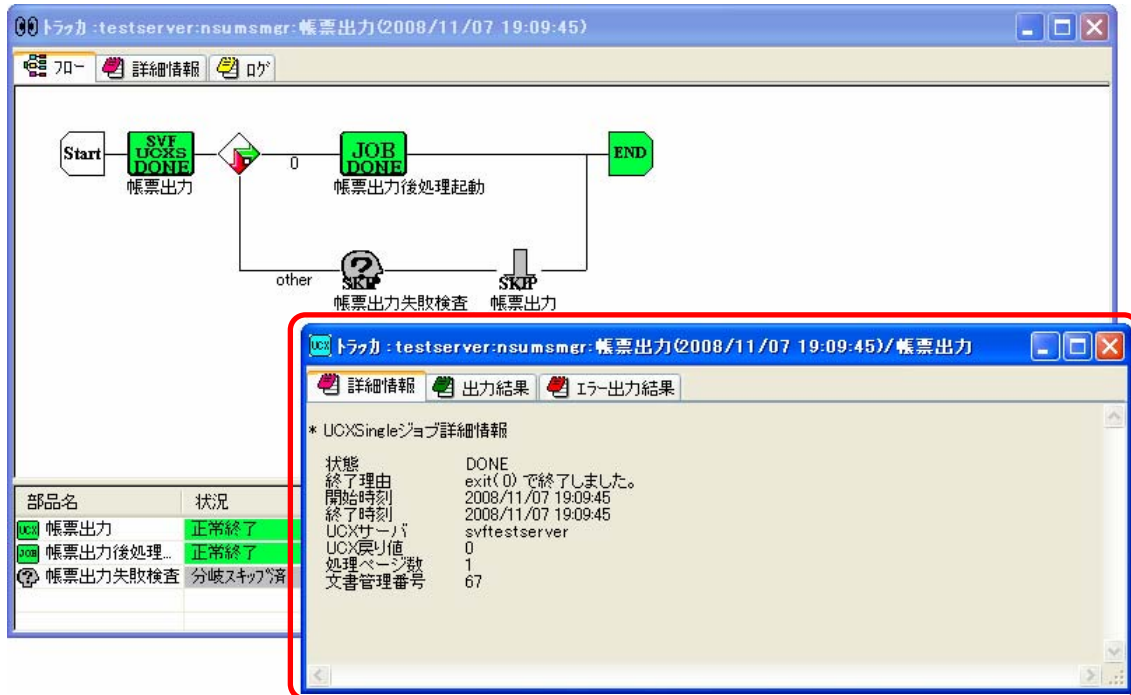 トラッカ:testserver:nsumsmgr:帳票出力(2008/11/07 19:09:45)
フロー 詳細情報 ログ
Start
SVF
UCXS
DONE
帳票出力
0
JOB
DONE
帳票出力後処理起動
END
other
?
SKIP
帳票出力失敗検査
SKIP
帳票出力
部品名 状況
UCX 帳票出力 正常終了
JOB 帳票出力後処理... 正常終了
? 帳票出力失敗検査 分岐スキップ済
UCX トラッカ:testserver:nsumsmgr:帳票出力(2008/11/07 19:09:45)/帳票出力
詳細情報 出力結果 エラー出力結果
* UCXSingleジョブ詳細情報
状態 DONE
終了理由 exit( 0) で終了しました。
開始時刻 2008/11/07 19:09:45
終了時刻 2008/11/07 19:09:45
UCXサーバ svftestserver
UCX戻り値 0
処理ページ数 1
文書管理番号 67